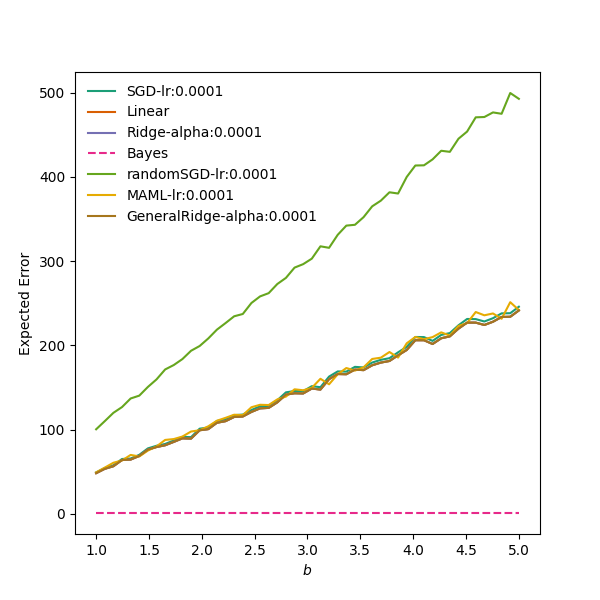 SGD-lr:0.0001
Linear
Ridge-alpha:0.0001
Bayes
randomSGD-lr:0.0001
MAML-lr:0.0001
GeneralRidge-alpha:0.0001
Expected Error
500
400
300
200
100
0
1.0 1.5 2.0 2.5 3.0 3.5 4.0 4.5 5.0
b